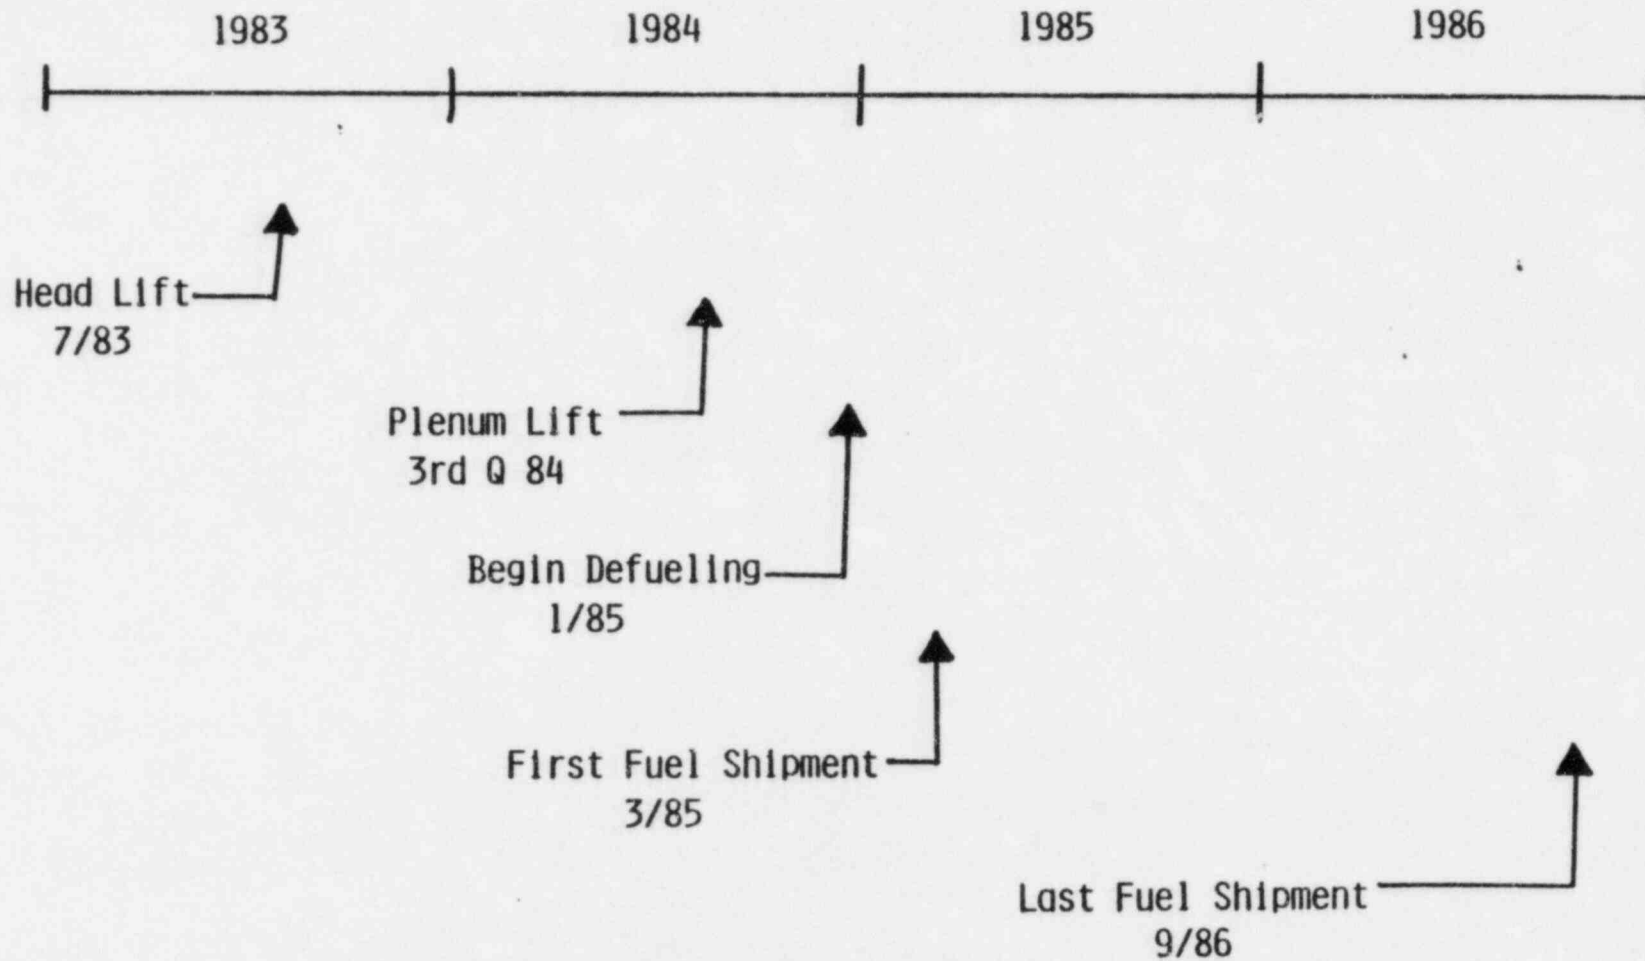 1983 1984 1985 1986
Head Lift
7/83
Plenum Lift
3rd Q 84
Begin Defueling
1/85
First Fuel Shipment
3/85
Last Fuel Shipment
9/86